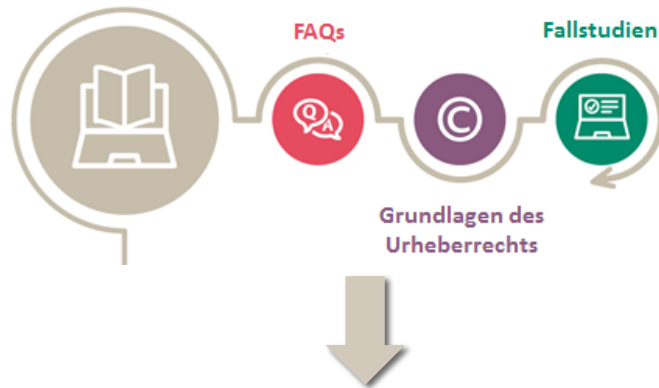 FAQs
Fallstudien
Q
A
©
Grundlagen des
Urheberrechts